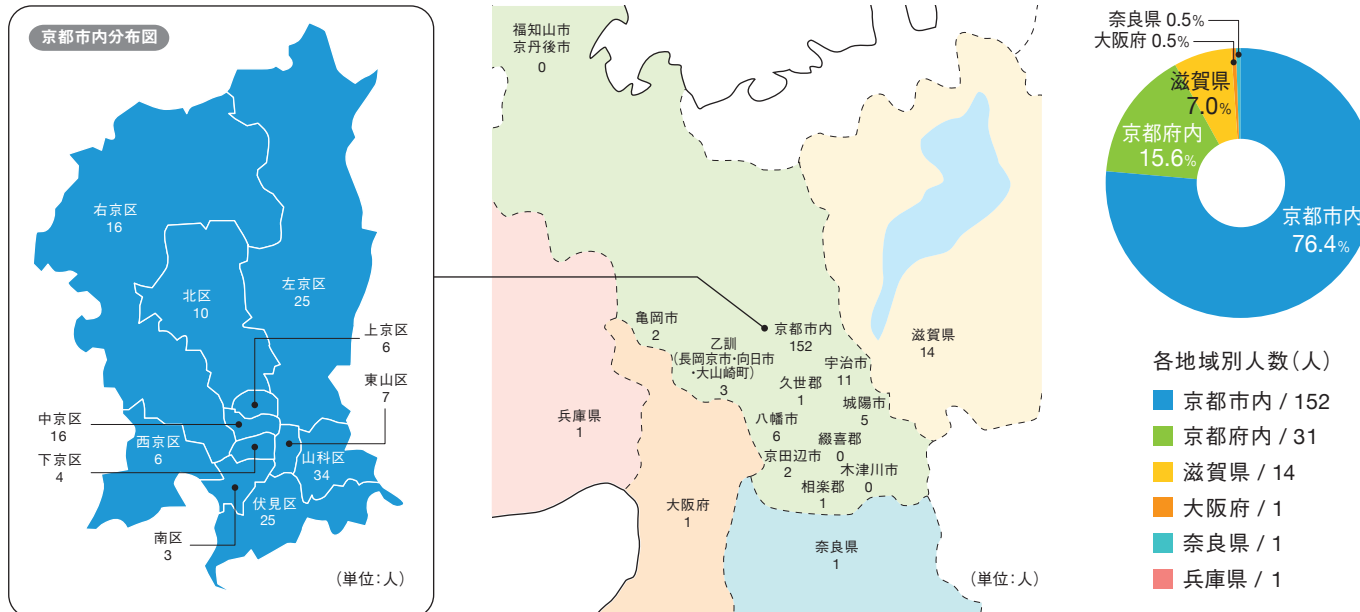 京都市内分布図
右京区
16
北区
10
左京区
25
上京区
6
東山区
7
中京区
16
西京区
6
下京区
4
山科区
34
伏見区
25
南区
3
(単位:人)
福知山市
京丹後市
0
亀岡市
2
乙訓
(長岡京市・向日市
・大山崎町)
3
京都市内
152
宇治市
11
久世郡
1
城陽市
5
八幡市
6
綴喜郡
0
京田辺市
2
木津川市
0
相楽郡
1
滋賀県
14
兵庫県
1
大阪府
1
奈良県
1
(単位:人)
奈良県 0.5%
大阪府 0.5%
滋賀県
7.0%
京都府内
15.6%
京都市内
76.4%
各地域別人数(人)
京都市内 / 152
京都府内 / 31
滋賀県 / 14
大阪府 / 1
奈良県 / 1
兵庫県 / 1